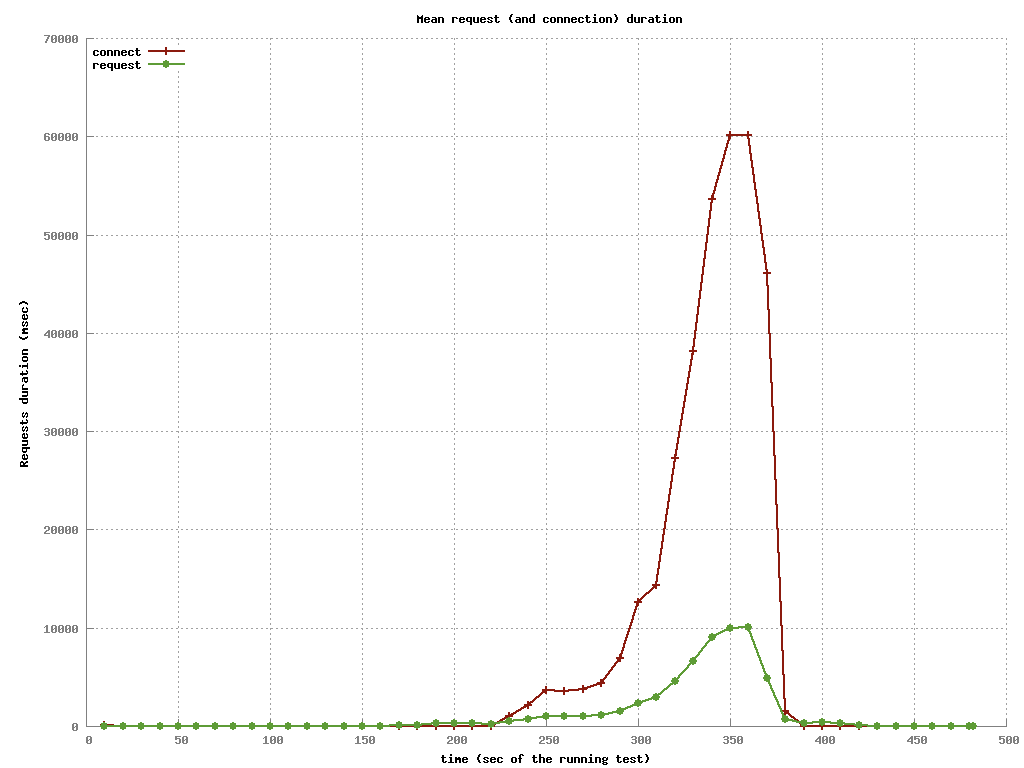 Mean request (and connection) duration
70000
connect
request
60000
50000
40000
30000
20000
10000
0
Requests duration (msec)
0 50 100 150 200 250 300 350 400 450 500
time (sec of the running test)